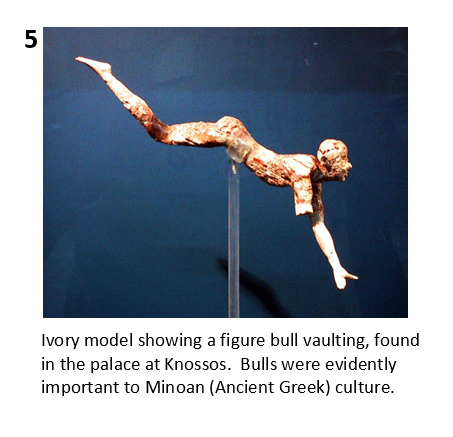 5
Ivory model showing a figure bull vaulting, found
in the palace at Knossos.  Bulls were evidently
important to Minoan (Ancient Greek) culture.